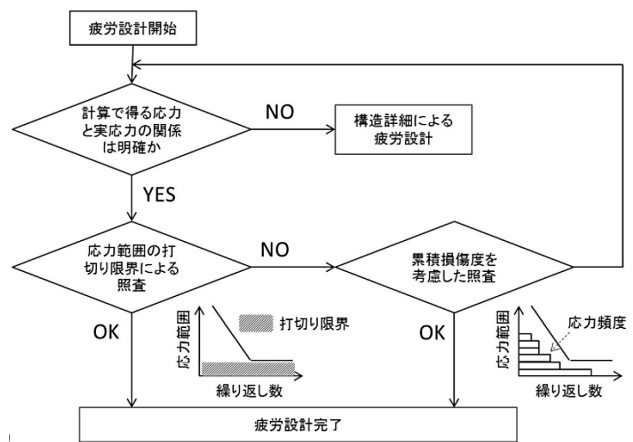 疲労設計開始
計算で得る応力
と実応力の関係
は明確か
NO
構造詳細による
疲労設計
YES
応力範囲の打
切り限界による
照査
NO
累積損傷度を
考慮した照査
OK
応力範囲
打切り限界
繰り返し数
OK
応力範囲
応力頻度
繰り返し数
疲労設計完了